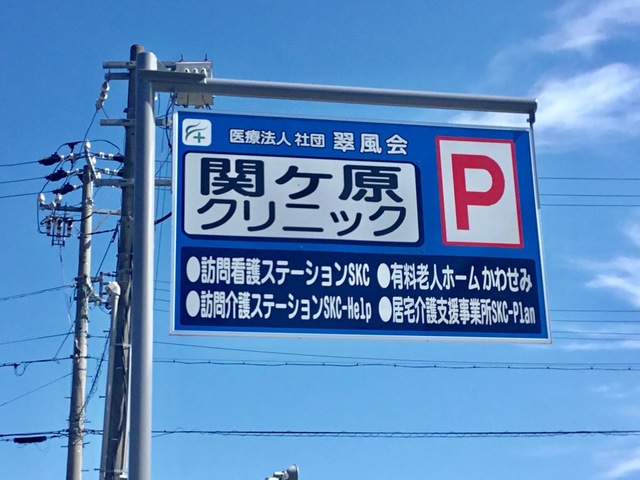 医療法人社団 翠風会
関ケ原
クリニック
P
●訪問看護ステーションSKC ●有料老人ホームかわせみ
●訪問介護ステーションSKC-Help ●居宅介護支援事業所SKC-Plan